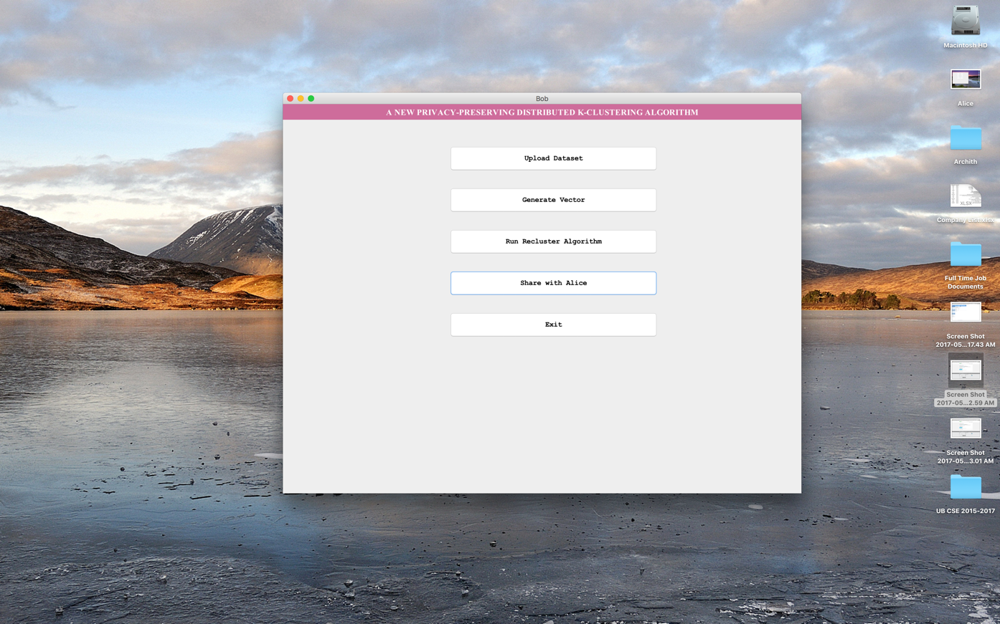 Bob
A NEW PRIVACY-PRESERVING DISTRIBUTED K-CLUSTERING ALGORITHM
Upload Dataset
Generate Vector
Run Recluster Algorithm
Share with Alice
Exit
Macintosh HD
Alice
Archith
XLSX
Company List.xlsx
Full Time Job
Documents
Screen Shot
2017-05...17.43 AM
Screen Shot
2017-05...2.59 AM
Screen Shot
2017-05...3.01 AM
UB CSE 2015-2017